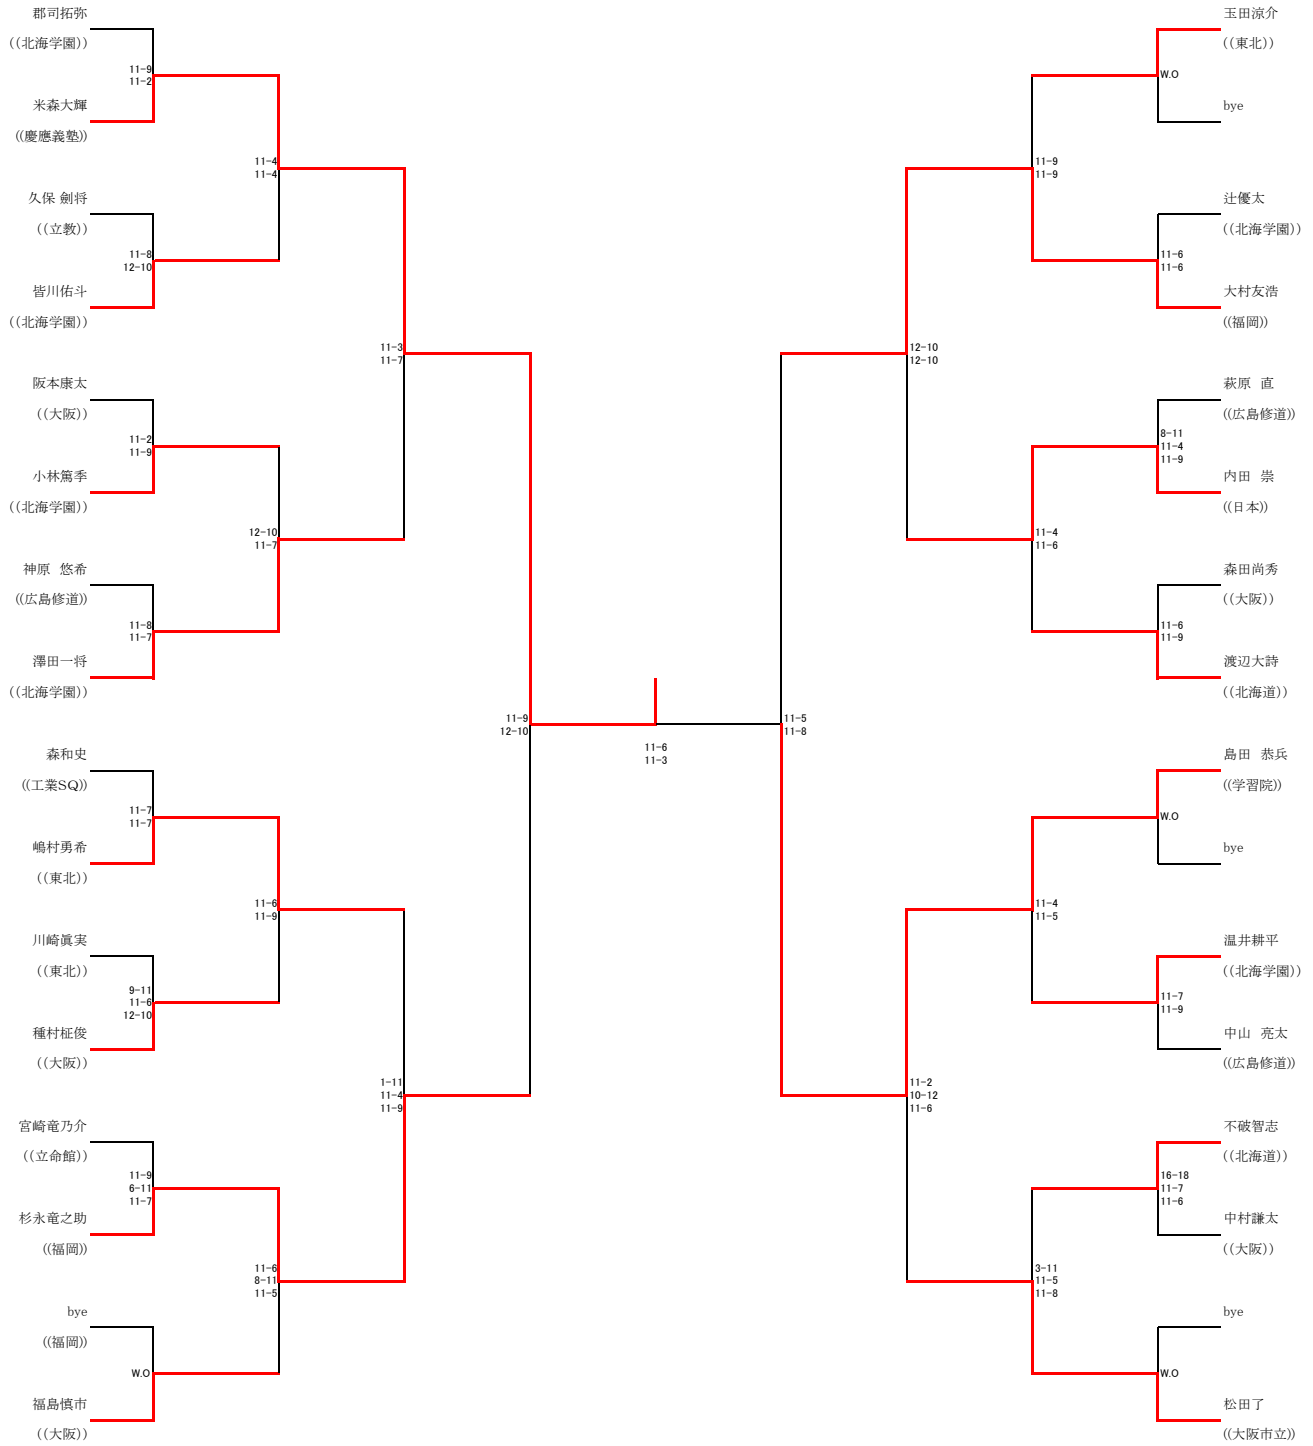 郡司拓弥
((北海学園))
11-9
11-2
米森大輝
((慶應義塾))
11-4
11-4
久保 劍将
((立教))
11-8
12-10
皆川佑斗
((北海学園))
11-3
11-7
阪本康太
((大阪))
11-2
11-9
小林篤季
((北海学園))
12-10
11-7
神原 悠希
((広島修道))
11-8
11-7
澤田一将
((北海学園))
11-9
12-10
森和史
((工業SQ))
11-7
11-7
嶋村勇希
((東北))
11-6
11-9
川崎眞実
((東北))
9-11
11-6
12-10
種村柾俊
((大阪))
1-11
11-4
11-9
宮崎竜乃介
((立命館))
11-9
6-11
11-7
杉永竜之助
((福岡))
11-6
8-11
11-5
bye
((福岡))
W.O
福島慎市
((大阪))
11-6
11-3
玉田涼介
((東北))
W.O
bye
11-9
11-9
辻優太
((北海学園))
11-6
11-6
大村友浩
((福岡))
12-10
12-10
萩原 直
((広島修道))
8-11
11-4
11-9
内田 崇
((日本))
11-4
11-6
森田尚秀
((大阪))
11-6
11-9
渡辺大詩
((北海道))
11-5
11-8
島田 恭兵
((学習院))
W.O
bye
11-4
11-5
温井耕平
((北海学園))
11-7
11-9
中山 亮太
((広島修道))
11-2
10-12
11-6
不破智志
((北海道))
16-18
11-7
11-6
中村謙太
((大阪))
3-11
11-5
11-8
bye
W.O
松田了
((大阪市立))